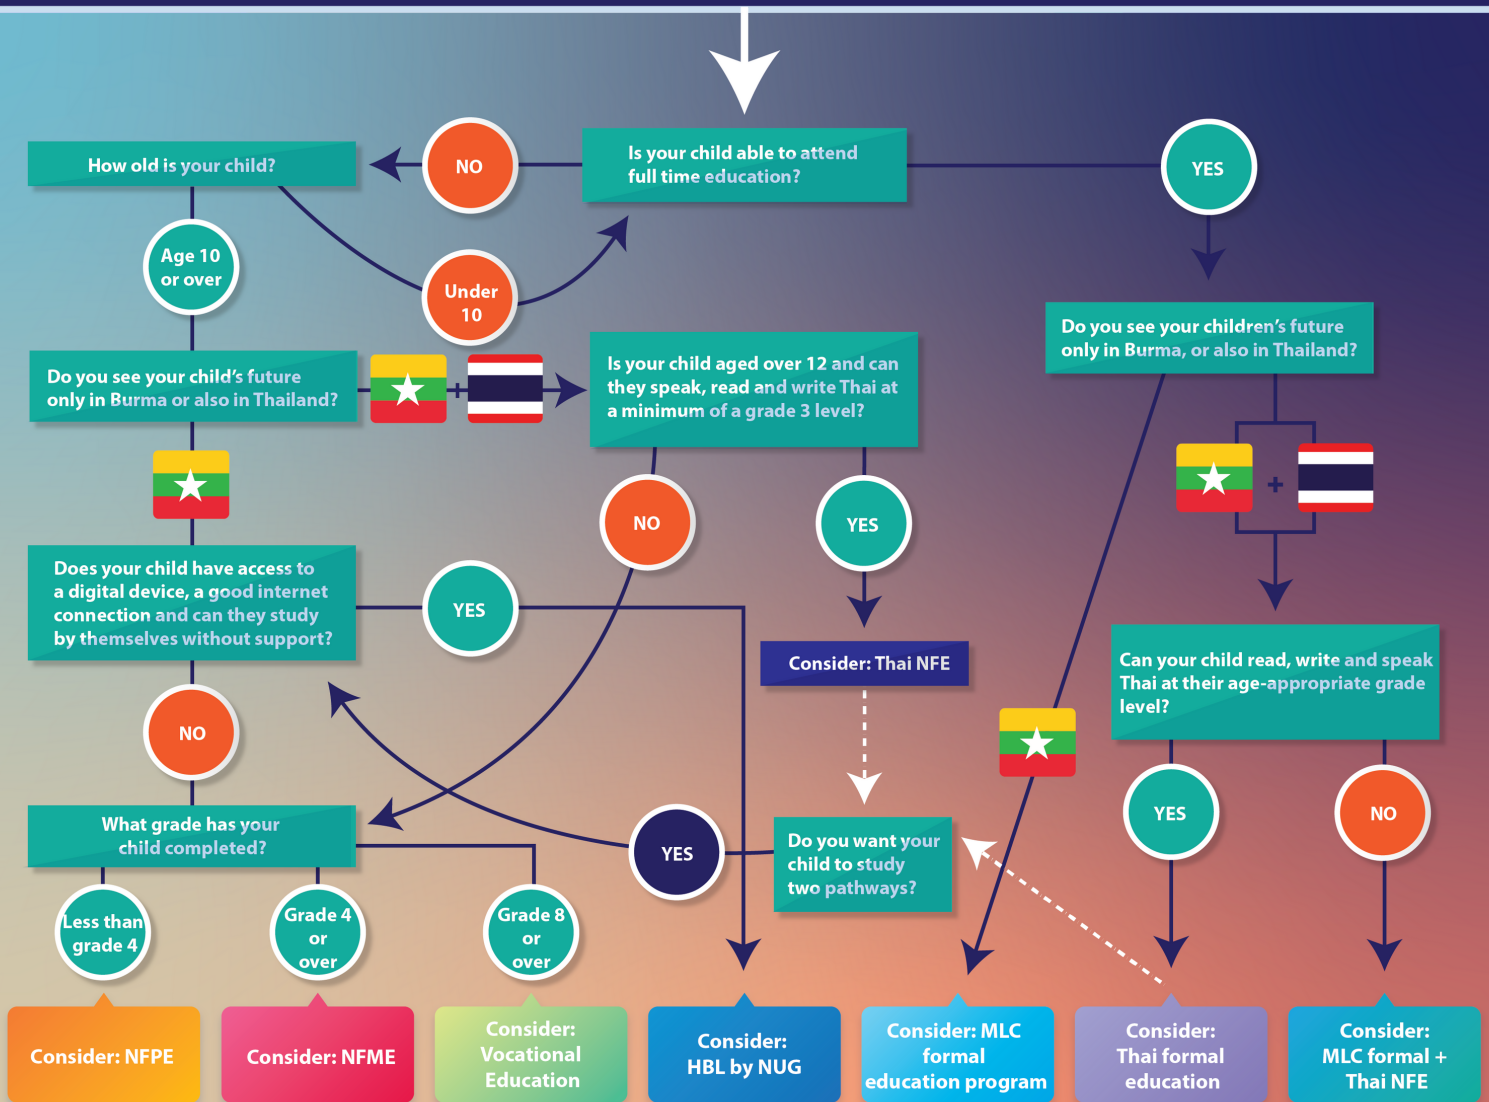 Is your child able to attend
full time education?
NO
YES
How old is your child?
Age 10
or over
Under
10
Do you see your children's future
only in Burma, or also in Thailand?
Do you see your child's future
only in Burma or also in Thailand?
+
Is your child aged over 12 and can
they speak, read and write Thai at
a minimum of a grade 3 level?
+
NO
YES
Does your child have access to
a digital device, a good internet
connection and can they study
by themselves without support?
YES
Consider: Thai NFE
Can your child read, write and speak
Thai at their age-appropriate grade
level?
NO
YES
NO
What grade has your
child completed?
YES
Do you want your
child to study
two pathways?
Less than
grade 4
Grade 4
or
over
Grade 8
or
over
Consider: NFPE
Consider: NFME
Consider:
Vocational
Education
Consider:
HBL by NUG
Consider: MLC
formal
education program
Consider:
Thai formal
education
Consider:
MLC formal +
Thai NFE